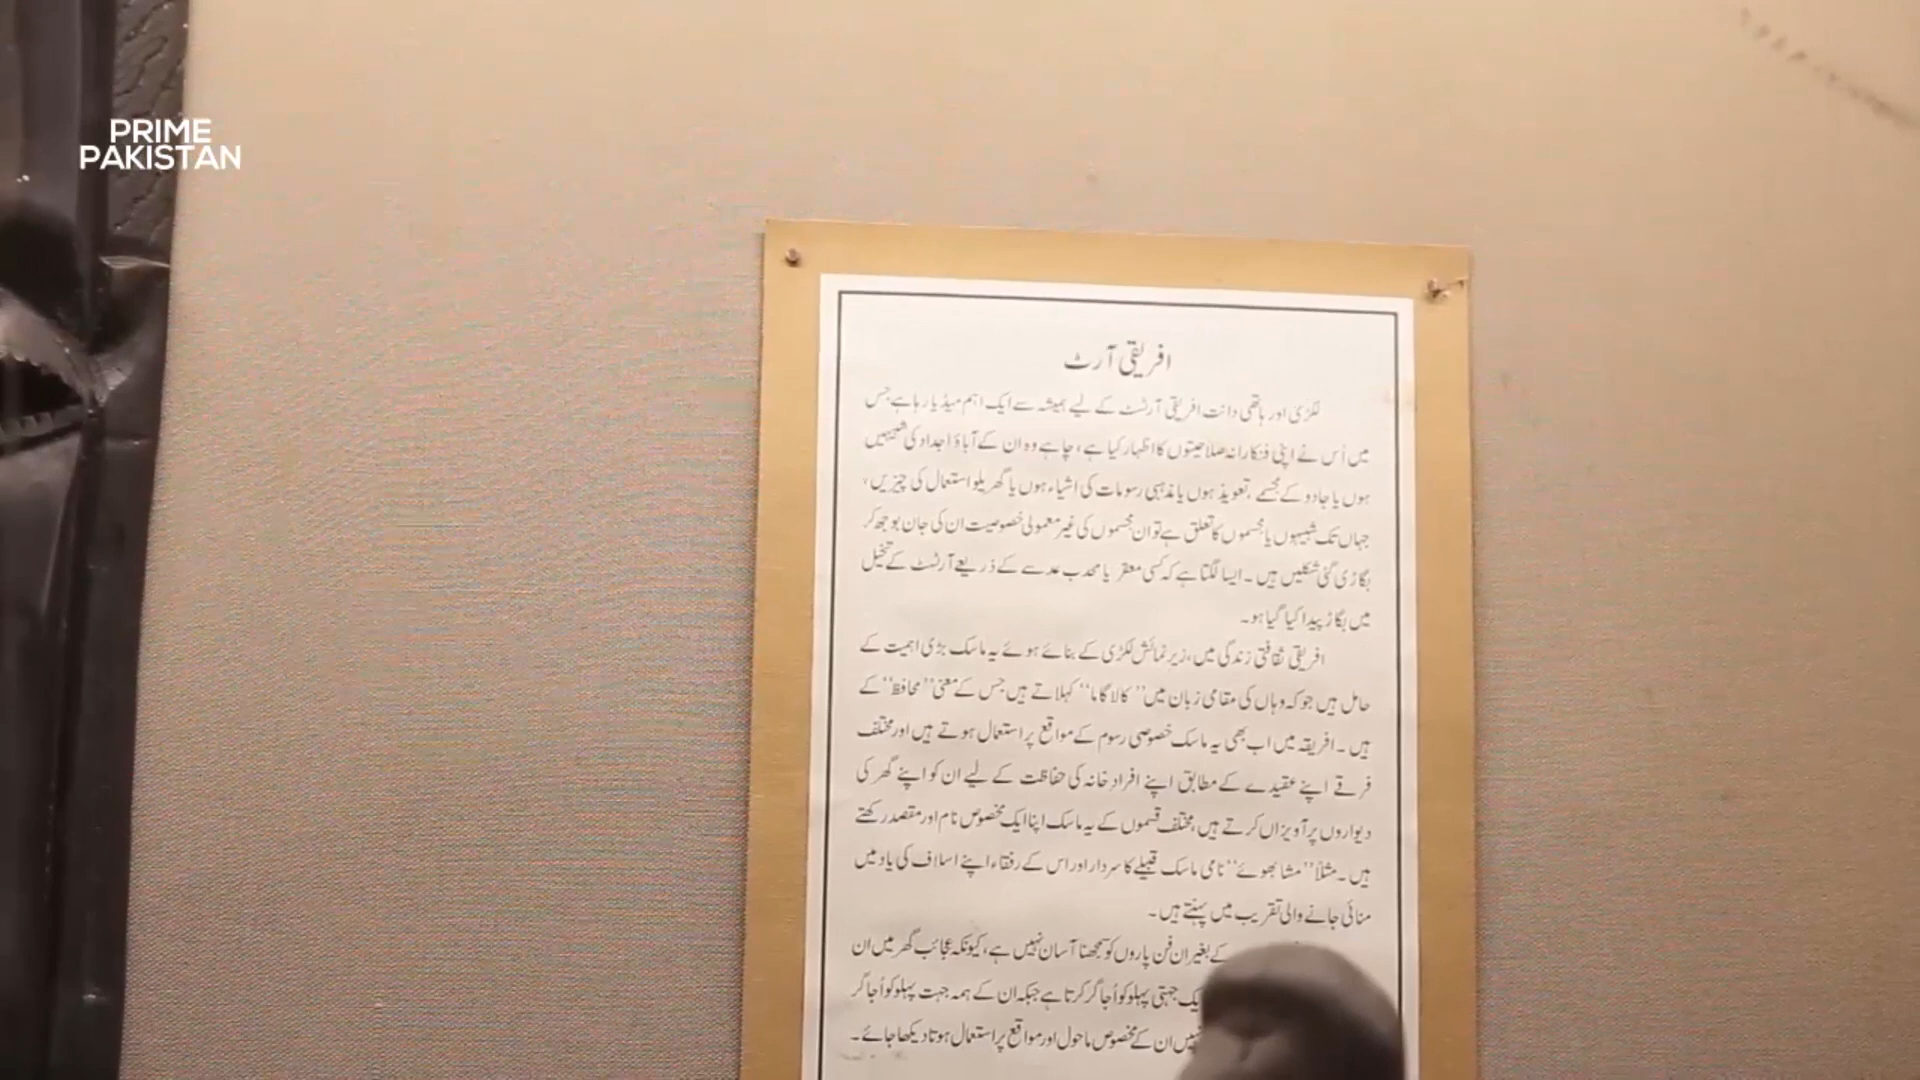 PRIME
PAKISTAN
افریقی آرٹ
لکڑی اور ہاتھی دانت افریقی آرٹسٹ کے لیے ہمیشہ سے ایک اہم میڈیا رہا ہے جس
میں اُس نے اپنی فنکارانہ صلاحیتوں کا اظہار کیا ہے، چاہے وہ ان کے آباؤ اجداد کی شبیہیں
ہوں یا جادو کے مجسمے، تعویذ ہوں یا مذہبی رسومات کی اشیاء ہوں یا گھریلو استعمال کی چیزیں،
جہاں تک شبیہوں یا مجسموں کا تعلق ہے تو ان مجسموں کی غیر معمولی خصوصیت ان کی جان بوجھ کر
بگاڑی گئی شکلیں ہیں۔ ایسا لگتا ہے کہ کسی معقر یا محدب عدسے کے ذریعے آرٹسٹ کے تخیل
میں بگاڑ پیدا کیا گیا ہو۔
افریقی ثقافتی زندگی میں، زیر نمائش لکڑی کے بنائے ہوئے یہ ماسک بڑی اہمیت کے
حامل ہیں جو کہ وہاں کی مقامی زبان میں "کالا گاما" کہلاتے ہیں جس کے معنی "محافظ" کے
ہیں۔ افریقہ میں اب بھی یہ ماسک خصوصی رسوم کے مواقع پر استعمال ہوتے ہیں اور مختلف
فرقے اپنے عقیدے کے مطابق اپنے افراد خانہ کی حفاظت کے لیے ان کو اپنے گھر کی
دیواروں پر آویزاں کرتے ہیں، مختلف قسموں کے یہ ماسک اپنا ایک مخصوص نام اور مقصد رکھتے
ہیں۔ مثلاً "مشا بھوئے" نامی ماسک قبیلے کا سردار اور اس کے رفقاء اپنے اسلاف کی یاد میں
منائی جانے والی تقریب میں پہنتے ہیں۔
کے بغیر ان فن پاروں کو سمجھنا آسان نہیں ہے، کیونکہ عجائب گھر میں ان
یک جہتی پہلو کو اُجاگر کرتا ہے جبکہ ان کے ہمہ جہت پہلو کو اُجاگر
نہیں ان کے مخصوص ماحول اور مواقع پر استعمال ہوتا دیکھا جائے۔